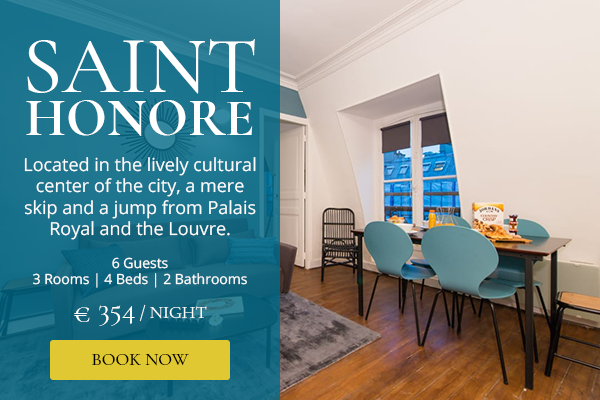 SAINT
HONORE
Located in the lively cultural
center of the city, a mere
skip and a jump from Palais
Royal and the Louvre.
6 Guests
3 Rooms | 4 Beds | 2 Bathrooms
€ 354 / NIGHT
BOOK NOW